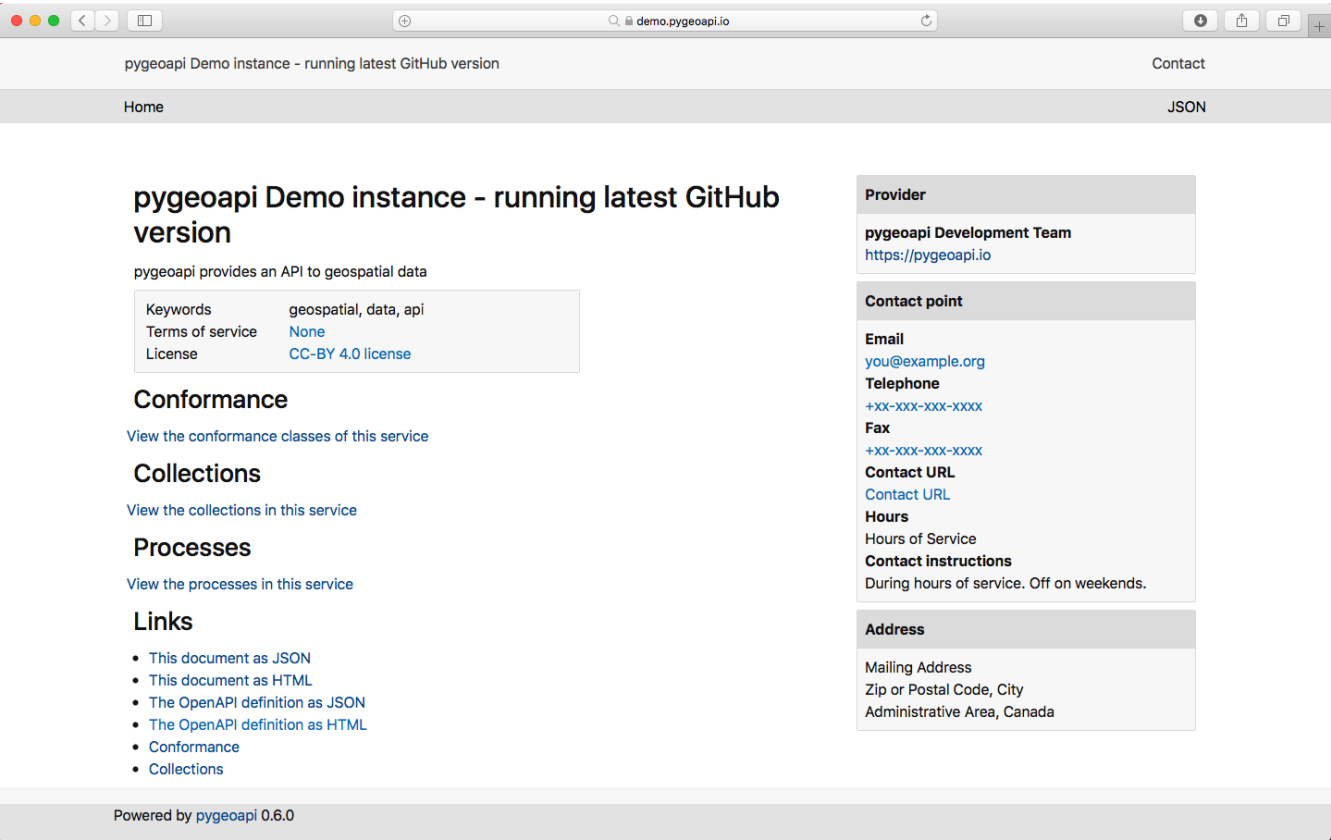 demo.pygeoapi.io
pygeoapi Demo instance - running latest GitHub version
Contact
Home
JSON
pygeoapi Demo instance - running latest GitHub
version
pygeoapi provides an API to geospatial data
Keywords geospatial, data, api
Terms of service None
License CC-BY 4.0 license
Conformance
View the conformance classes of this service
Collections
View the collections in this service
Processes
View the processes in this service
Links
This document as JSON
This document as HTML
The OpenAPI definition as JSON
The OpenAPI definition as HTML
Conformance
Collections
Provider
pygeoapi Development Team
https://pygeoapi.io
Contact point
Email
you@example.org
Telephone
+xx-xxx-xxx-xxxx
Fax
+xx-xxx-xxx-xxxx
Contact URL
Contact URL
Hours
Hours of Service
Contact instructions
During hours of service. Off on weekends.
Address
Mailing Address
Zip or Postal Code, City
Administrative Area, Canada
Powered by pygeoapi 0.6.0